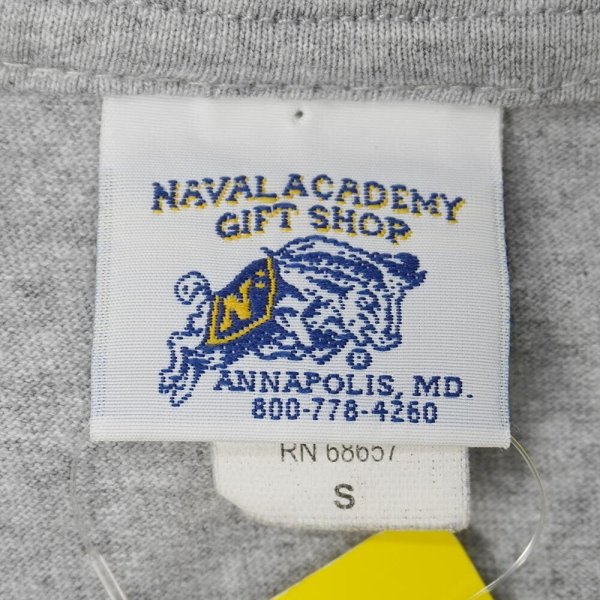 NAVAL ACADEMY
GIFT SHOP
N
®
ANNAPOLIS, MD.
800-778-4260
RN 68657
S